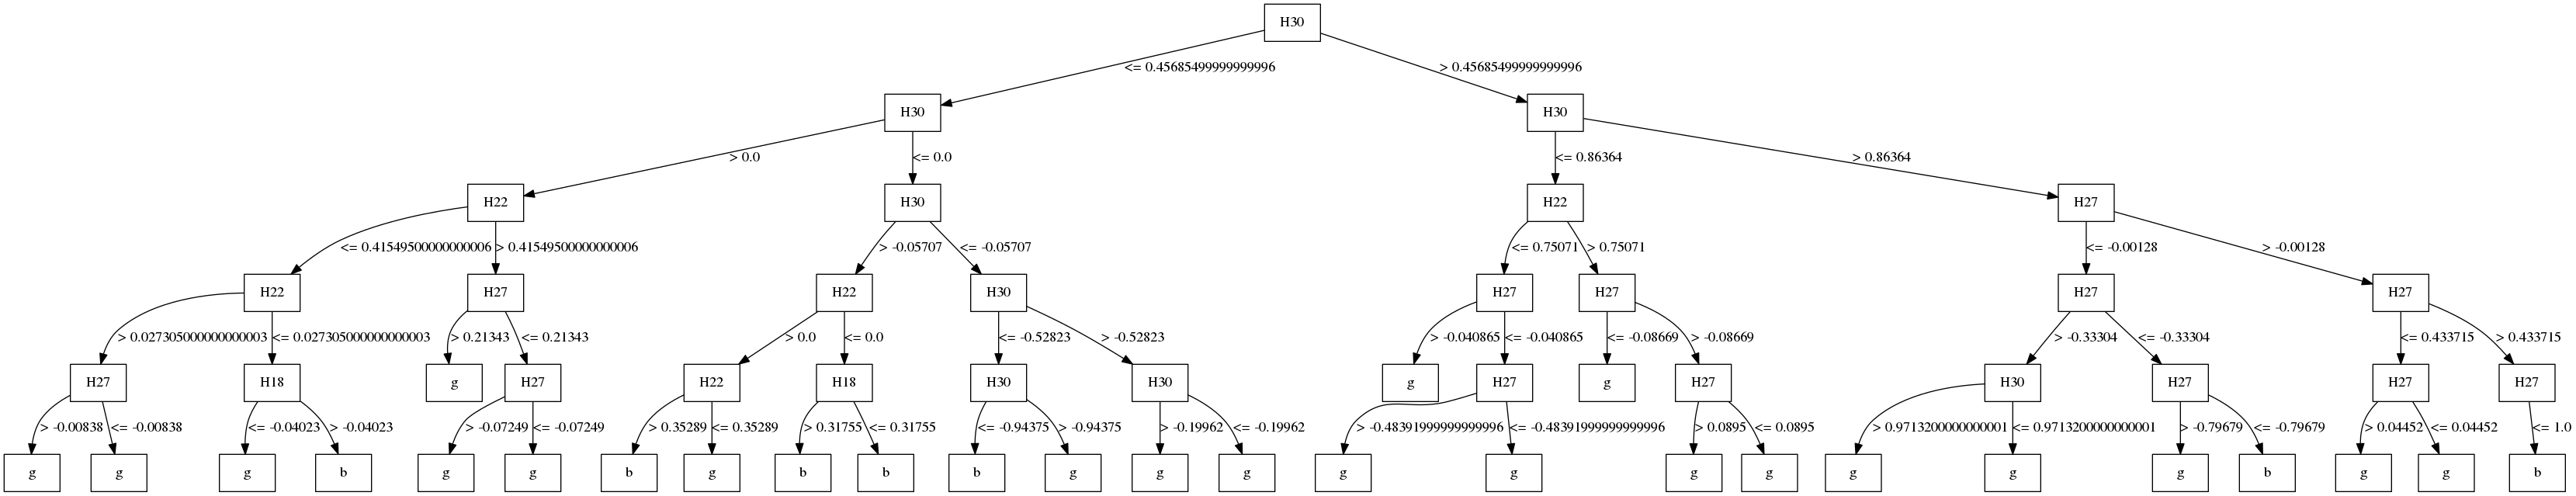 H30
<= 0.45685499999999996 > 0.45685499999999996
H30 H30
> 0.0 <= 0.0 <= 0.86364 > 0.86364
H22 H30 H22 H27
<= 0.41549500000000006 > 0.41549500000000006 > -0.05707 <= -0.05707 <= 0.75071 > 0.75071 <= -0.00128 > -0.00128
H22 H27 H22 H30 H27 H27 H27 H27
> 0.027305000000000003 <= 0.027305000000000003 > 0.21343 <= 0.21343 > 0.0 <= 0.0 <= -0.52823 > -0.52823 > -0.040865 <= -0.040865 <= -0.08669 > -0.08669 > -0.33304 <= -0.33304 <= 0.433715 > 0.433715
H27 H18 g H27 H22 H18 H30 H30 g H27 g H27 H30 H27 H27 H27
> -0.00838 <= -0.00838 <= -0.04023 > -0.04023 > -0.07249 <= -0.07249 > 0.35289 <= 0.35289 > 0.31755 <= 0.31755 <= -0.94375 > -0.94375 > -0.19962 <= -0.19962 > -0.48391999999999996 <= -0.48391999999999996 > 0.0895 <= 0.0895 > 0.9713200000000001 <= 0.9713200000000001 > -0.79679 <= -0.79679 > 0.04452 <= 0.04452 <= 1.0
g g g b g g b g b b b g g g g g g g g g g b g g b